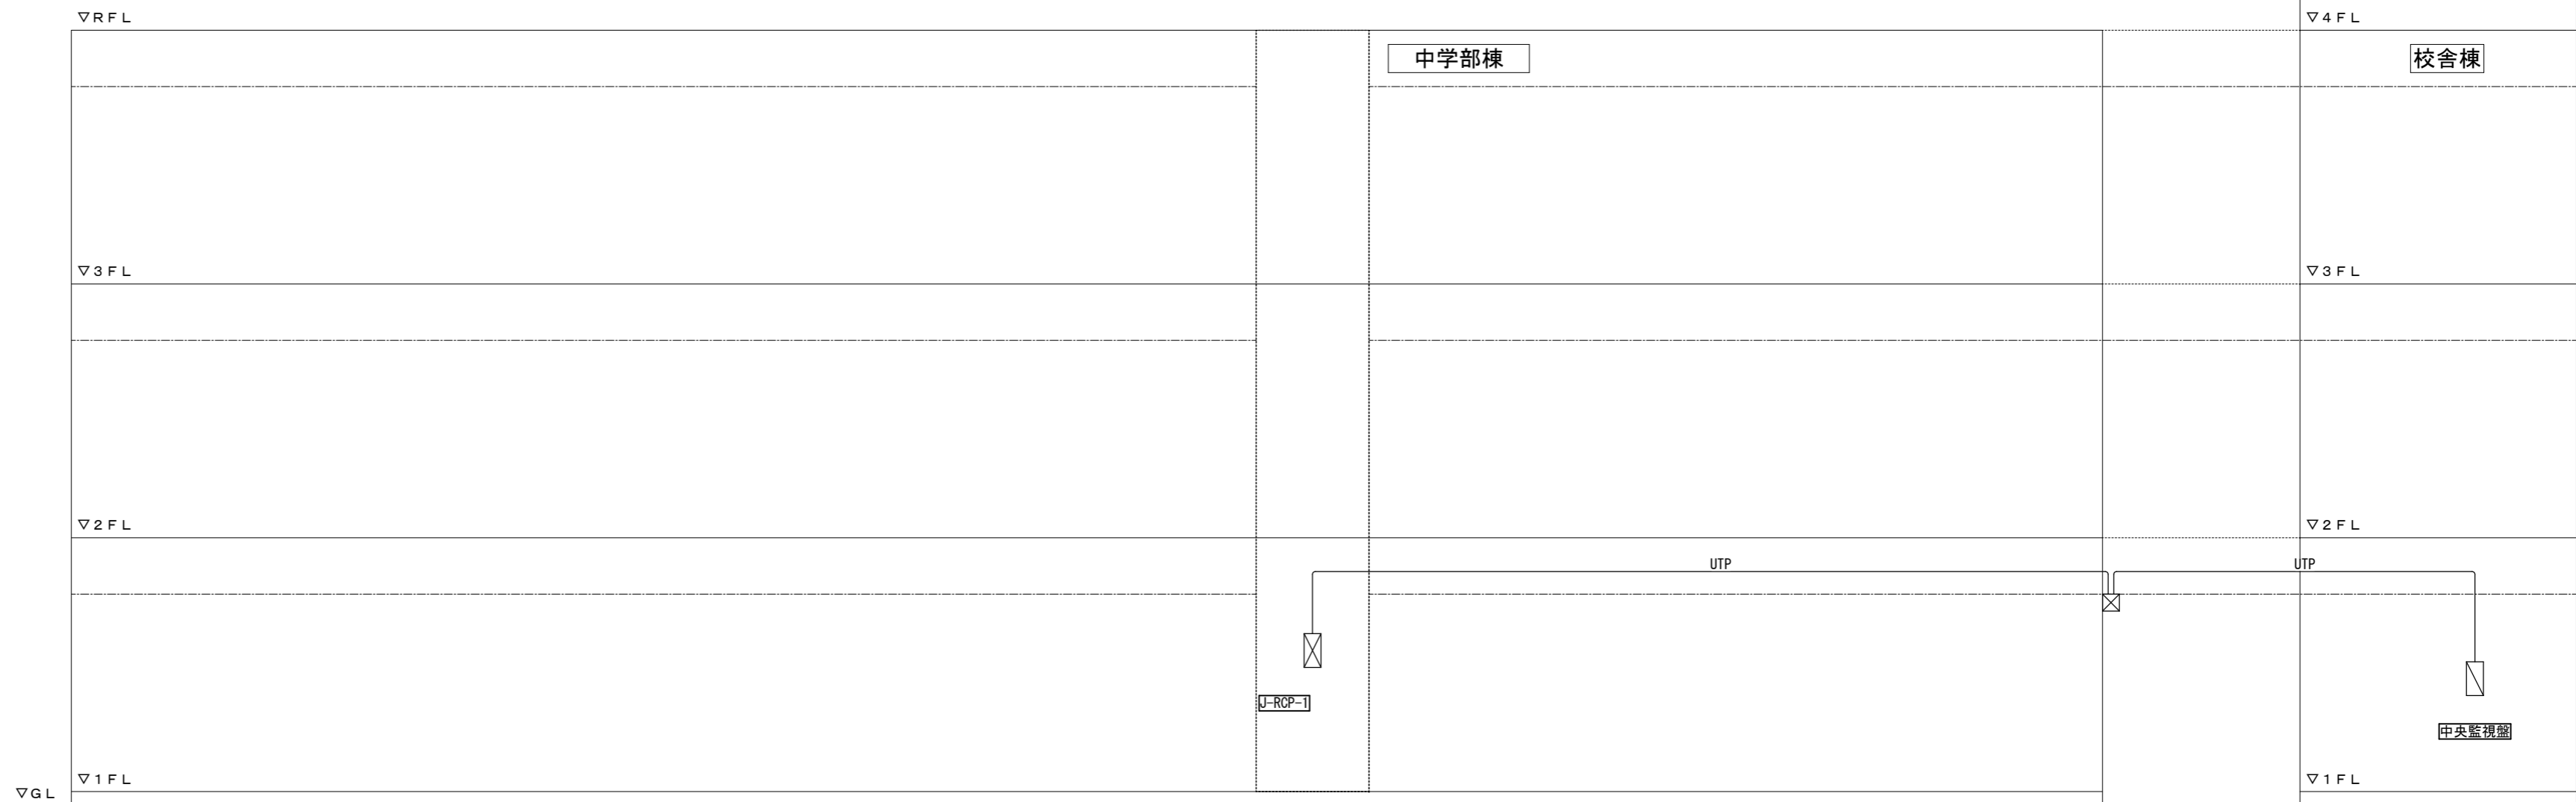 ▽ＲＦＬ
▽４ＦＬ
中学部棟
校舎棟
▽３ＦＬ
▽３ＦＬ
▽２ＦＬ
▽２ＦＬ
UTP
UTP
J-RCP-1
中央監視盤
▽１ＦＬ
▽１ＦＬ
▽ＧＬ